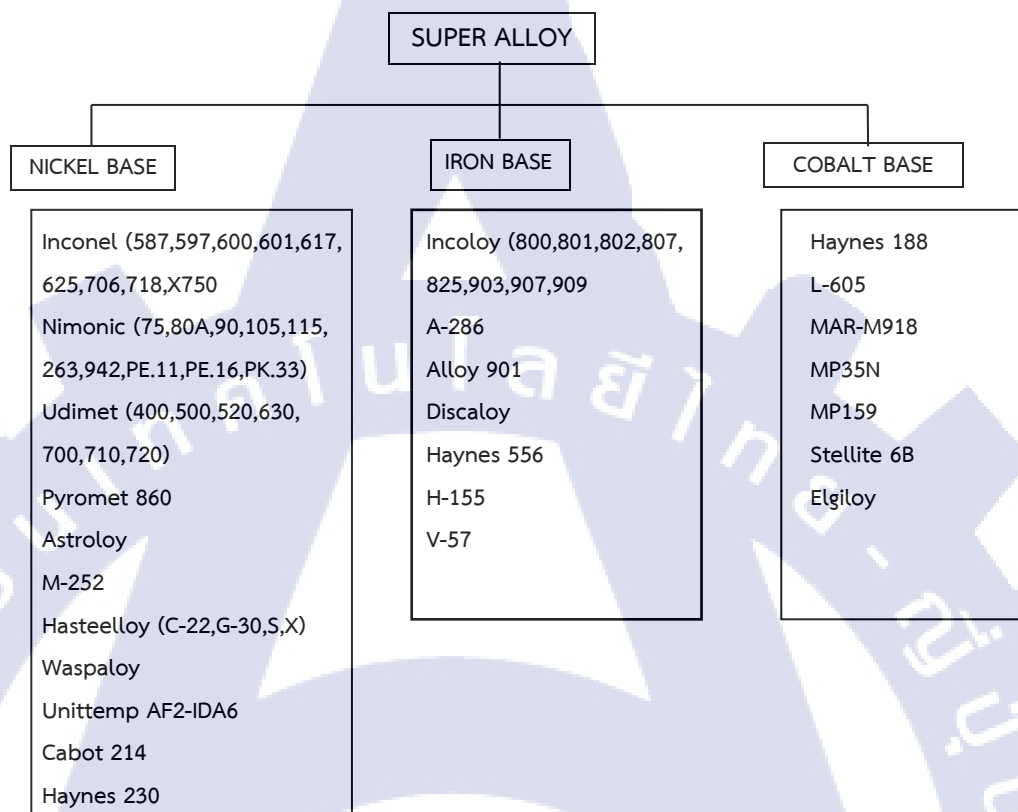 SUPER ALLOY
NICKEL BASE
IRON BASE
COBALT BASE
Inconel (587,597,600,601,617,
625,706,718,X750
Nimonic (75,80A,90,105,115,
263,942,PE.11,PE.16,PK.33)
Udimet (400,500,520,630,
700,710,720)
Pyromet 860
Astroloy
M-252
Hasteelloy (C-22,G-30,S,X)
Waspaloy
Unittemp AF2-IDA6
Cabot 214
Haynes 230
Incoloy (800,801,802,807,
825,903,907,909
A-286
Alloy 901
Discaloy
Haynes 556
H-155
V-57
Haynes 188
L-605
MAR-M918
MP35N
MP159
Stellite 6B
Elgiloy